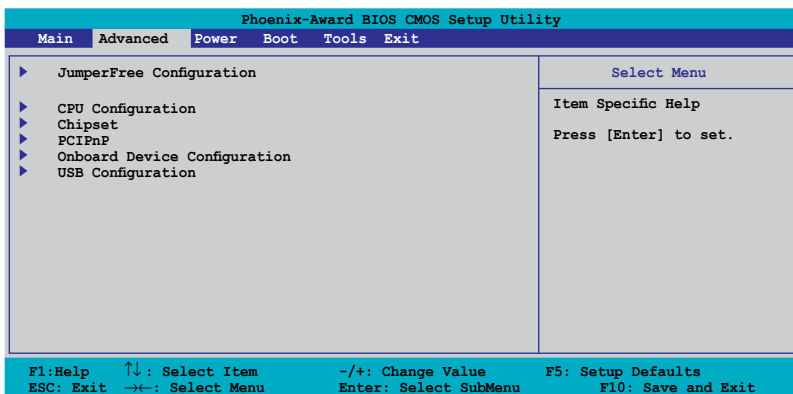 Phoenix-Award BIOS CMOS Setup Utility
Main Advanced Power Boot Tools Exit
JumperFree Configuration
CPU Configuration
Chipset
PCIPnP
Onboard Device Configuration
USB Configuration
Select Menu
Item Specific Help
Press [Enter] to set.
F1:Help ↑↓: Select Item -/+: Change Value F5: Setup Defaults
ESC: Exit →←: Select Menu Enter: Select SubMenu F10: Save and Exit